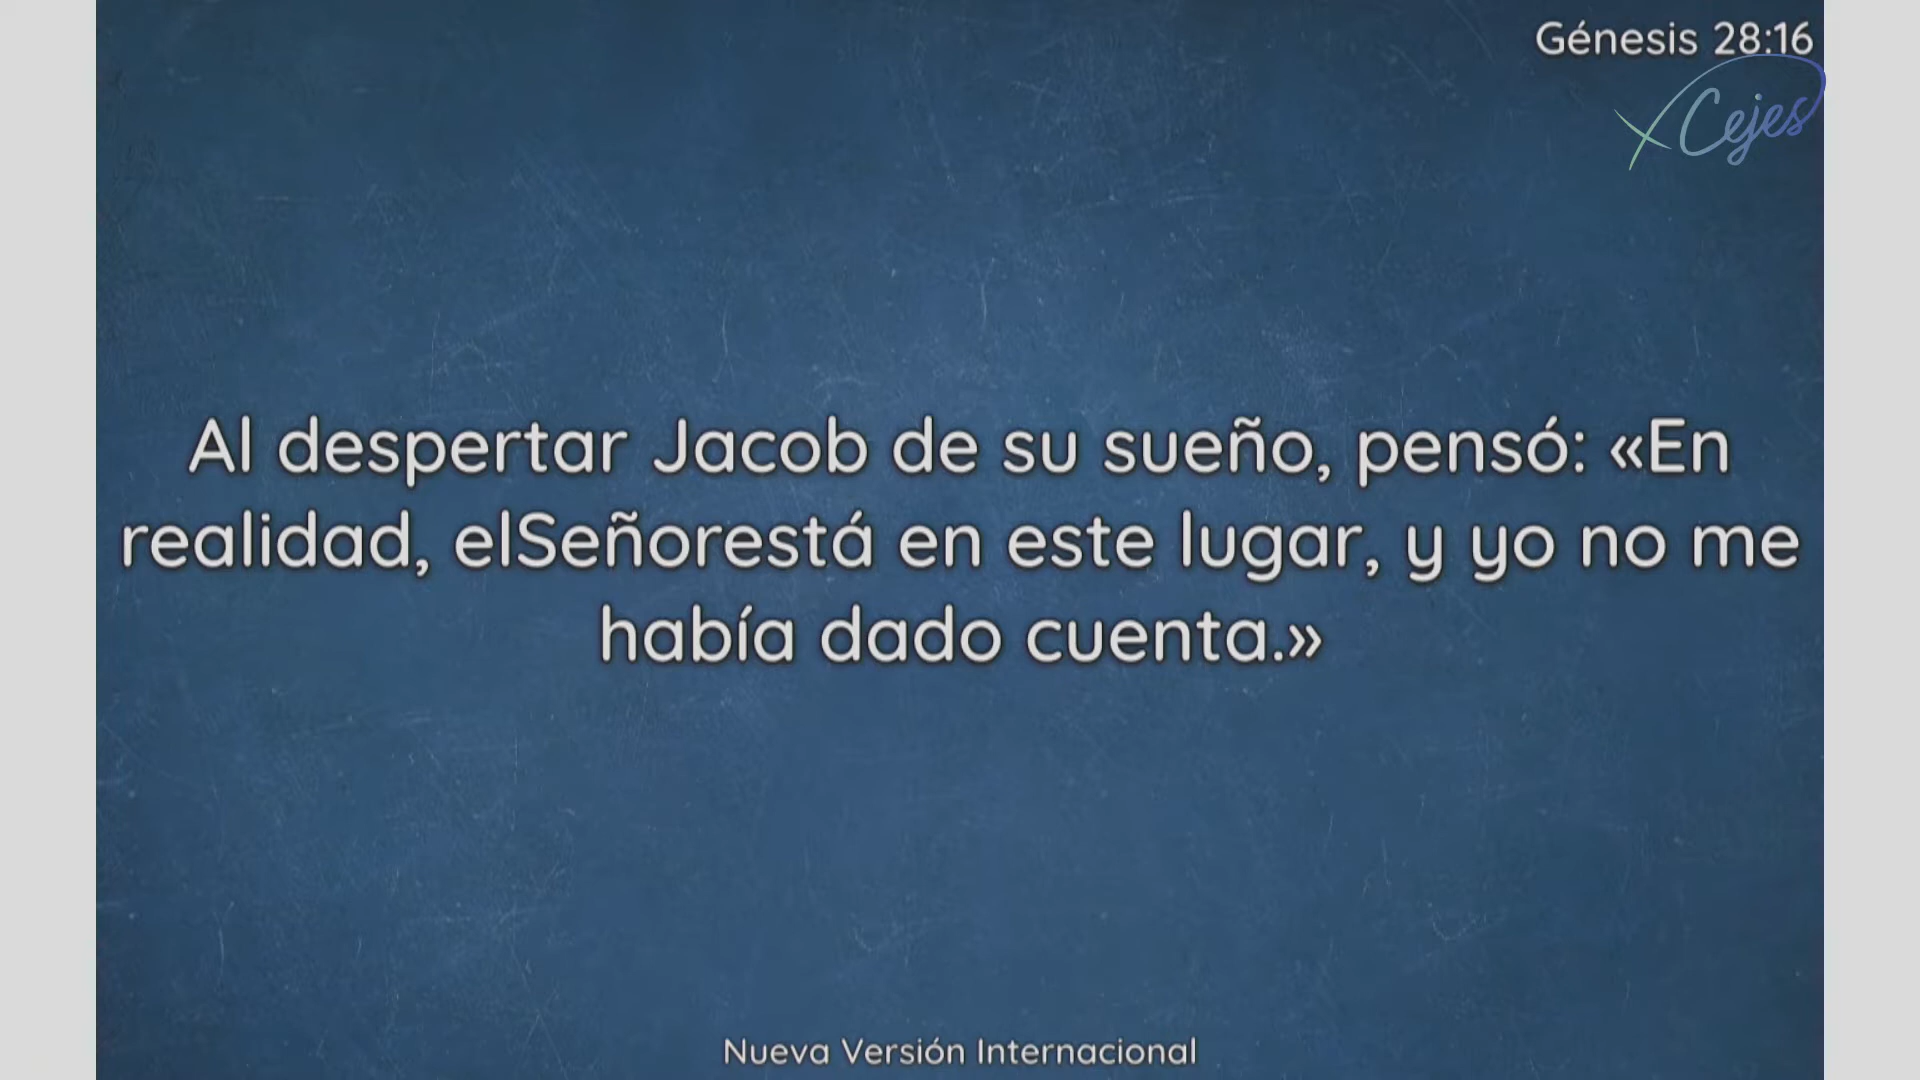 Génesis 28:16
Cejes
Al despertar Jacob de su sueño, pensó: «En
realidad, elSeñorestá en este lugar, y yo no me
había dado cuenta.»
Nueva Versión Internacional